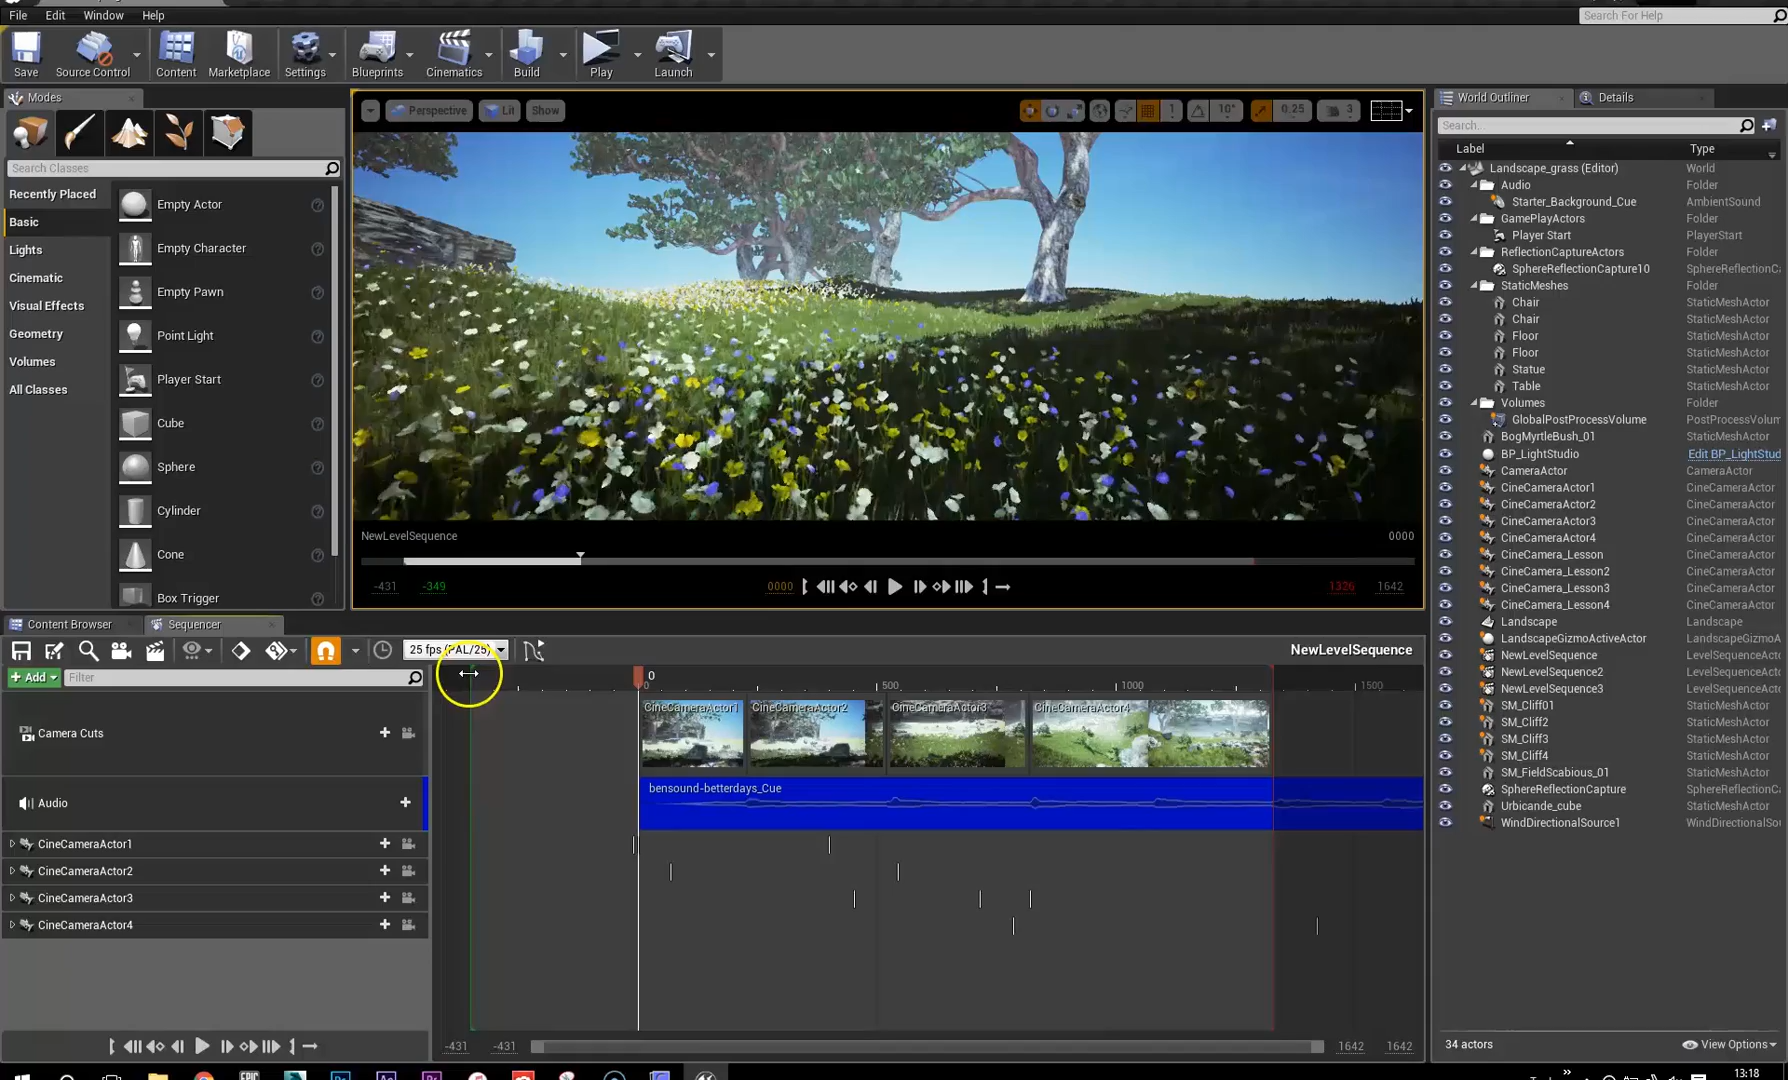 File Edit Window Help
Search For Help
Save Source Control Content Marketplace Settings Blueprints Cinematics Build Play Launch
Modes
Search Classes
Recently Placed
Basic
Lights
Cinematic
Visual Effects
Geometry
Volumes
All Classes
Empty Actor
Empty Character
Empty Pawn
Point Light
Player Start
Cube
Sphere
Cylinder
Cone
Box Trigger
Perspective Lit Show
1 10° 0.25 3
NewLevelSequence 0000
-431 -349 0000 1326 1642
World Outliner Details
Search...
Label Type
Landscape_grass (Editor) World
Audio Folder
Starter_Background_Cue AmbientSound
GamePlayActors Folder
Player Start PlayerStart
ReflectionCaptureActors Folder
SphereReflectionCapture10 SphereReflectionCa
StaticMeshes Folder
Chair StaticMeshActor
Chair StaticMeshActor
Floor StaticMeshActor
Floor StaticMeshActor
Statue StaticMeshActor
Table StaticMeshActor
Volumes Folder
GlobalPostProcessVolume PostProcessVolum
BogMyrtleBush_01 StaticMeshActor
BP_LightStudio Edit BP_LightStud
CameraActor CameraActor
CineCameraActor1 CineCameraActor
CineCameraActor2 CineCameraActor
CineCameraActor3 CineCameraActor
CineCameraActor4 CineCameraActor
CineCamera_Lesson CineCameraActor
CineCamera_Lesson2 CineCameraActor
CineCamera_Lesson3 CineCameraActor
CineCamera_Lesson4 CineCameraActor
Landscape Landscape
LandscapeGizmoActiveActor LandscapeGizmoA
NewLevelSequence LevelSequenceActo
NewLevelSequence2 LevelSequenceActo
NewLevelSequence3 LevelSequenceActo
SM_Cliff01 StaticMeshActor
SM_Cliff2 StaticMeshActor
SM_Cliff3 StaticMeshActor
SM_Cliff4 StaticMeshActor
SM_FieldScabious_01 StaticMeshActor
SphereReflectionCapture SphereReflectionCa
Urbicande_cube StaticMeshActor
WindDirectionalSource1 WindDirectionalSou
34 actors View Options
Content Browser Sequencer
25 fps (PAL/25) NewLevelSequence
Add Filter
0
0 500 1000 1500
Camera Cuts
CineCameraActor1 CineCameraActor2 CineCameraActor3 CineCameraActor4
Audio
bensound-betterdays_Cue
CineCameraActor1
CineCameraActor2
CineCameraActor3
CineCameraActor4
-431 -431 1642 1642
13:18